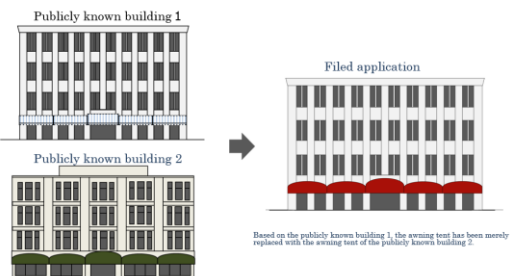 Publicly known building 1
Publicly known building 2
Filed application
Based on the publicly known building 1, the awning tent has been merely
replaced with the awning tent of the publicly known building 2.